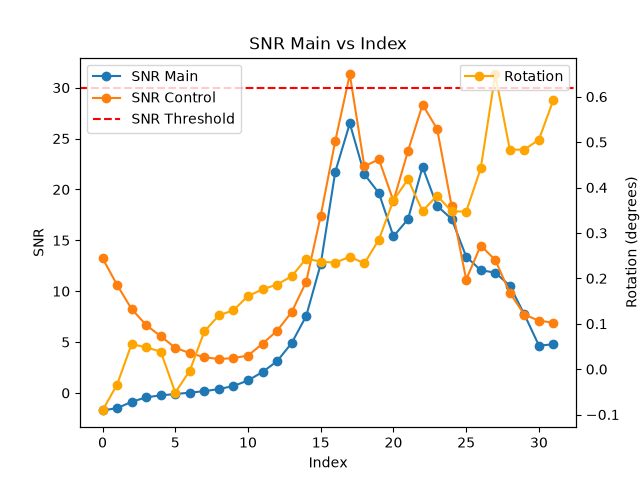 SNR Main vs Index
SNR Main
SNR Control
SNR Threshold
Rotation
SNR
30
25
20
15
10
5
0
0.6
0.5
0.4
0.3
0.2
0.1
0.0
−0.1
Rotation (degrees)
0 5 10 15 20 25 30
Index